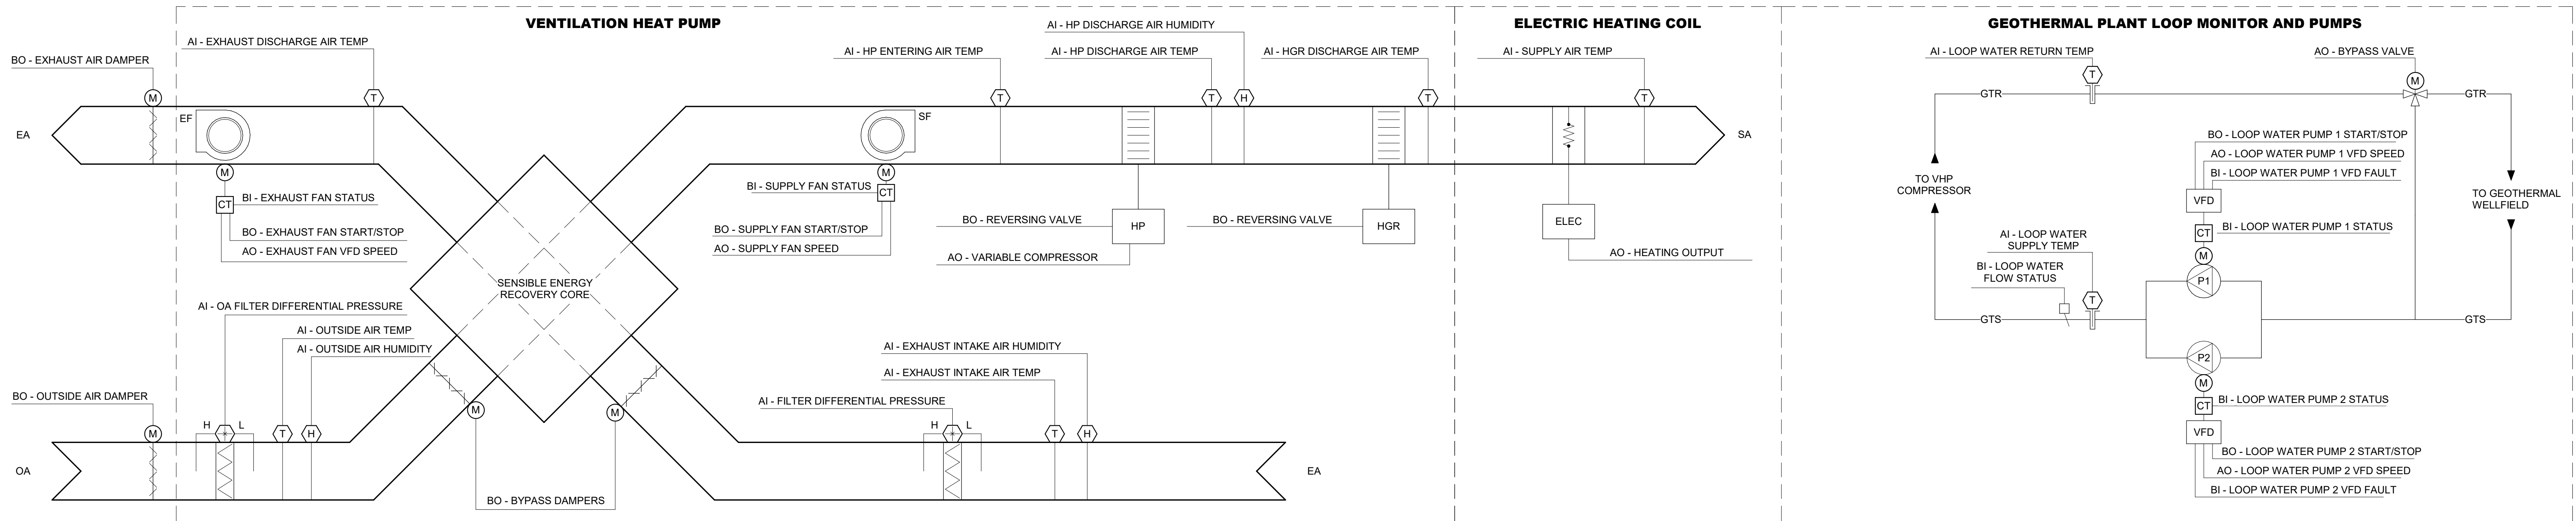 VENTILATION HEAT PUMP
ELECTRIC HEATING COIL
GEOTHERMAL PLANT LOOP MONITOR AND PUMPS
BO - EXHAUST AIR DAMPER
AI - EXHAUST DISCHARGE AIR TEMP
AI - HP ENTERING AIR TEMP
AI - HP DISCHARGE AIR HUMIDITY
AI - HP DISCHARGE AIR TEMP
AI - HGR DISCHARGE AIR TEMP
AI - SUPPLY AIR TEMP
AI - LOOP WATER RETURN TEMP
AO - BYPASS VALVE
M
T
T
T
H
T
T
T
M
GTR
GTR
EA
EF
SF
SA
M
CT
BI - EXHAUST FAN STATUS
BO - EXHAUST FAN START/STOP
AO - EXHAUST FAN VFD SPEED
M
CT
BI - SUPPLY FAN STATUS
BO - SUPPLY FAN START/STOP
AO - SUPPLY FAN SPEED
BO - REVERSING VALVE
HP
AO - VARIABLE COMPRESSOR
BO - REVERSING VALVE
HGR
ELEC
AO - HEATING OUTPUT
TO VHP
COMPRESSOR
BO - LOOP WATER PUMP 1 START/STOP
AO - LOOP WATER PUMP 1 VFD SPEED
BI - LOOP WATER PUMP 1 VFD FAULT
VFD
CT
BI - LOOP WATER PUMP 1 STATUS
M
P1
TO GEOTHERMAL
WELLFIELD
AI - LOOP WATER
SUPPLY TEMP
BI - LOOP WATER
FLOW STATUS
T
GTS
GTS
P2
M
CT
BI - LOOP WATER PUMP 2 STATUS
VFD
BO - LOOP WATER PUMP 2 START/STOP
AO - LOOP WATER PUMP 2 VFD SPEED
BI - LOOP WATER PUMP 2 VFD FAULT
SENSIBLE ENERGY
RECOVERY CORE
AI - OA FILTER DIFFERENTIAL PRESSURE
AI - OUTSIDE AIR TEMP
AI - OUTSIDE AIR HUMIDITY
BO - OUTSIDE AIR DAMPER
M
H
L
T
H
OA
M
M
BO - BYPASS DAMPERS
AI - EXHAUST INTAKE AIR HUMIDITY
AI - EXHAUST INTAKE AIR TEMP
AI - FILTER DIFFERENTIAL PRESSURE
H
L
T
H
EA